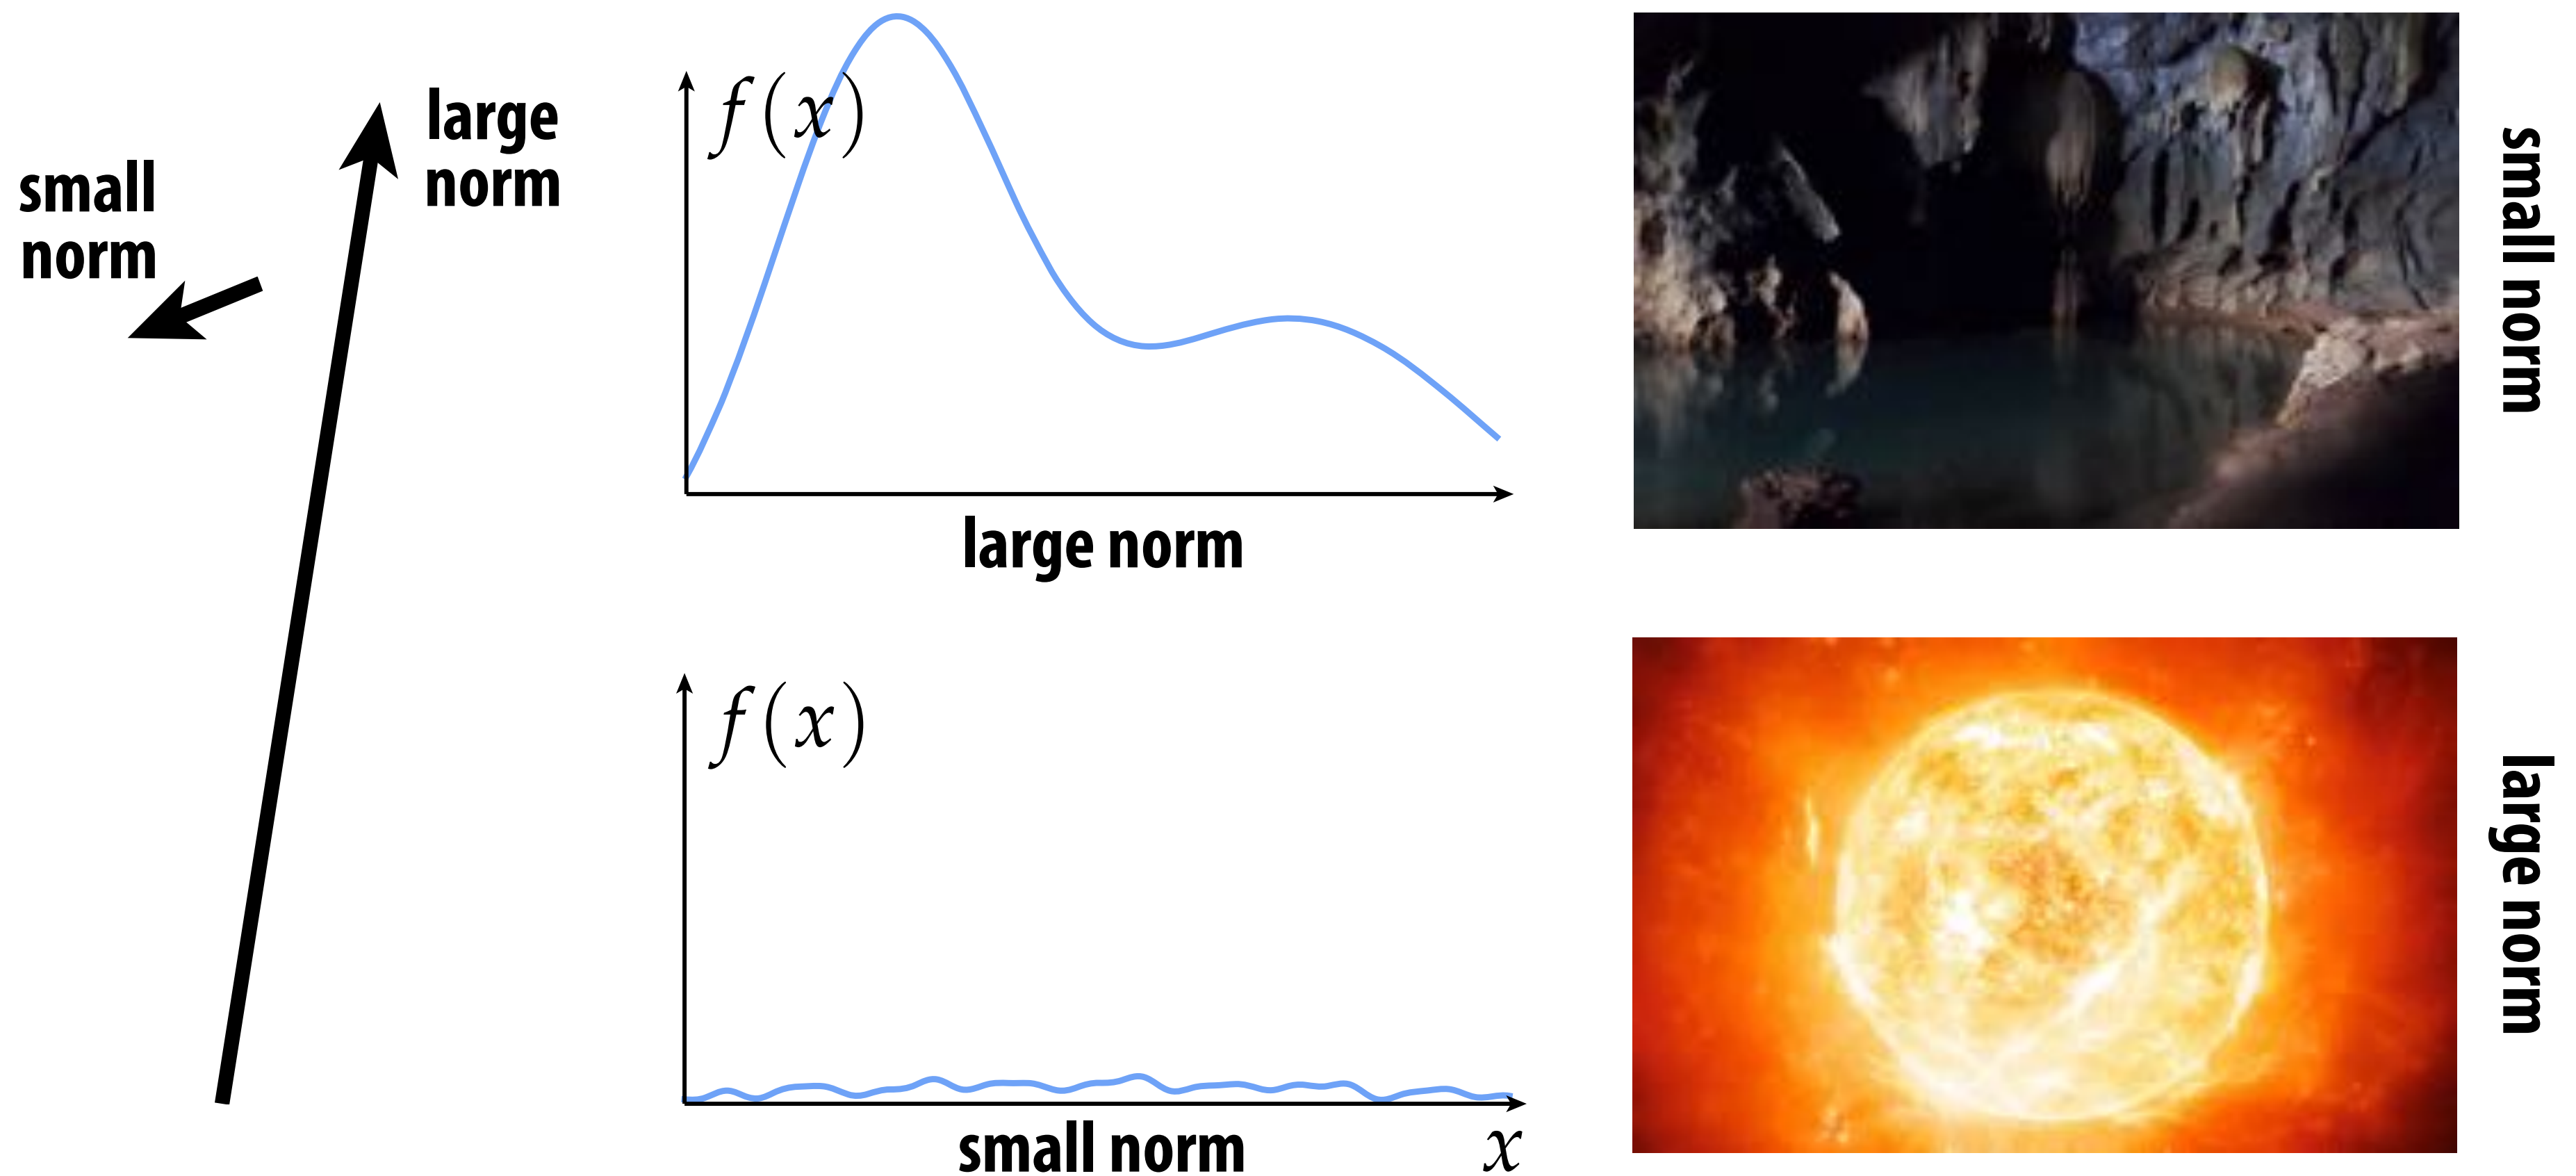 small
norm
large
norm
f(x)
large norm
small norm
f(x)
small norm
x
large norm